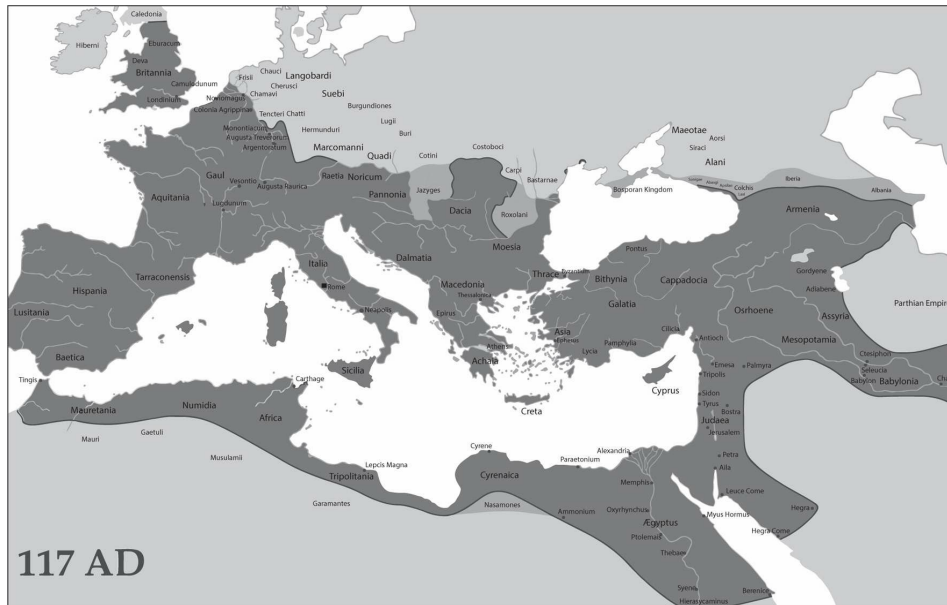 Caledonia
Hiberni
Eburacum
Deva
Britannia
Camulodunum
Londinium
Frisii
Chauci
Langobardi
Cherusci
Chamavi
Suebi
Noviomagus
Colonia Agrippina
Burgundiones
Tencteri
Chatti
Lugii
Hermunduri
Buri
Monontiacum
Augusta Treverorum
Argentoratum
Marcomanni
Quadi
Cotini
Costoboci
Carpi
Bastarnae
Maeotae
Aorsi
Siraci
Alani
Gaul
Vesontio
Augusta Raurica
Raetia
Noricum
Pannonia
Jazyges
Dacia
Roxolani
Bosporan Kingdom
Colchis
Iberia
Albania
Aquitania
Lugdunum
Armenia
Moesia
Dalmatia
Italia
Rome
Neapolis
Tarraconensis
Hispania
Lusitania
Baetica
Tingis
Macedonia
Thessalonica
Thrace
Byzantium
Epirus
Athens
Achaia
Pontus
Bithynia
Cappadocia
Galatia
Asia
Ephesus
Lycia
Pamphylia
Cilicia
Gordyene
Adiabene
Parthian Empire
Osrhoene
Assyria
Mesopotamia
Antioch
Ctesiphon
Seleucia
Babylon
Babylonia
Emesa
Palmyra
Tripolis
Sidon
Tyrus
Bostra
Judaea
Jerusalem
Cyprus
Creta
Sicilia
Carthage
Mauretania
Numidia
Africa
Mauri
Gaetuli
Musulamii
Tripolitania
Lepcis Magna
Garamantes
Cyrene
Cyrenaica
Nasamones
Paraetonium
Ammonium
Alexandria
Memphis
Oxyrhynchus
Ægyptus
Ptolemais
Thebae
Syene
Hierasycaminus
Berenice
Petra
Aila
Leuce Come
Myus Hormus
Hegra
Hegra Come
117 AD